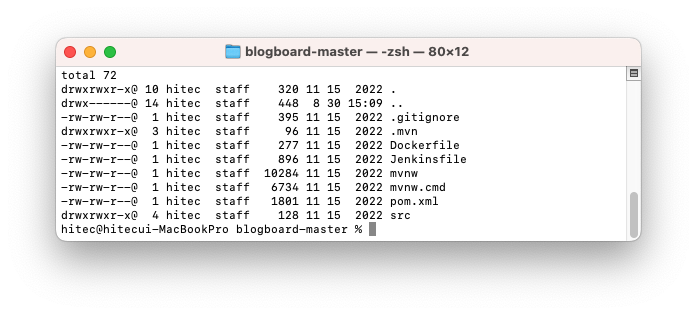 blogboard-master — -zsh — 80×12
total 72
drwxrwxr-x@ 10 hitec  staff    320 11 15  2022 .
drwx------@ 14 hitec  staff    448  8 30 15:09 ..
-rw-rw-r--@  1 hitec  staff    395 11 15  2022 .gitignore
drwxrwxr-x@  3 hitec  staff     96 11 15  2022 .mvn
-rw-rw-r--@  1 hitec  staff    277 11 15  2022 Dockerfile
-rw-rw-r--@  1 hitec  staff    896 11 15  2022 Jenkinsfile
-rw-rw-r--@  1 hitec  staff  10284 11 15  2022 mvnw
-rw-rw-r--@  1 hitec  staff   6734 11 15  2022 mvnw.cmd
-rw-rw-r--@  1 hitec  staff   1801 11 15  2022 pom.xml
drwxrwxr-x@  4 hitec  staff    128 11 15  2022 src
hitec@hitecui-MacBookPro blogboard-master %